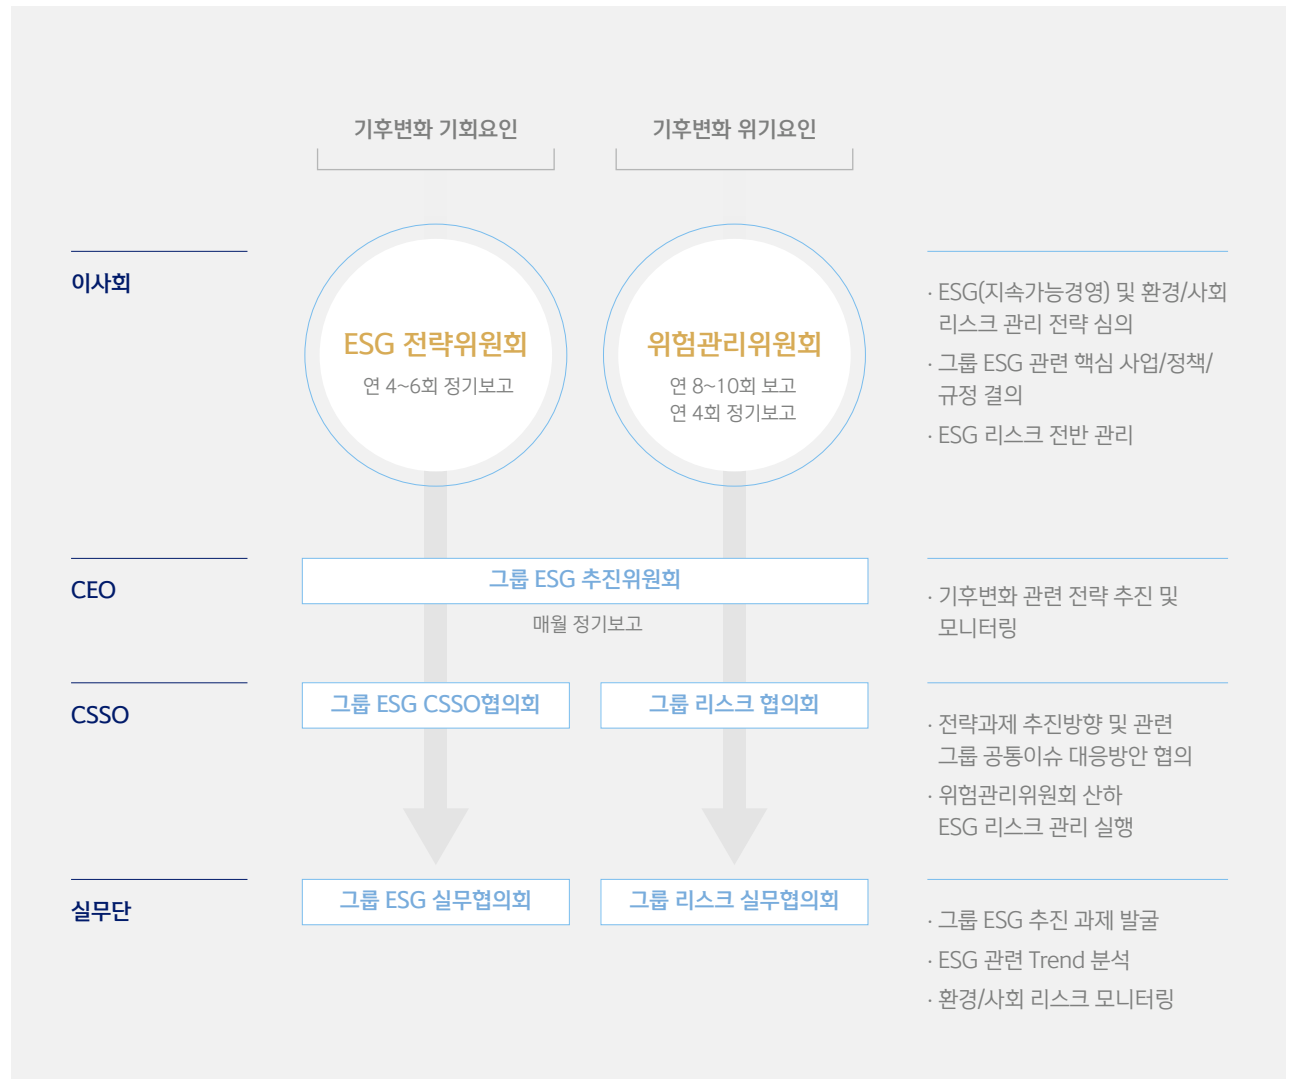 기후변화 기회요인
기후변화 위기요인
이사회
ESG 전략위원회
연 4~6회 정기보고
위험관리위원회
연 8~10회 보고
연 4회 정기보고
· ESG(지속가능경영) 및 환경/사회
리스크 관리 전략 심의
· 그룹 ESG 관련 핵심 사업/정책/
규정 결의
· ESG 리스크 전반 관리
CEO
그룹 ESG 추진위원회
매월 정기보고
· 기후변화 관련 전략 추진 및
모니터링
CSSO
그룹 ESG CSSO협의회
그룹 리스크 협의회
· 전략과제 추진방향 및 관련
그룹 공통이슈 대응방안 협의
· 위험관리위원회 산하
ESG 리스크 관리 실행
실무단
그룹 ESG 실무협의회
그룹 리스크 실무협의회
· 그룹 ESG 추진 과제 발굴
· ESG 관련 Trend 분석
· 환경/사회 리스크 모니터링